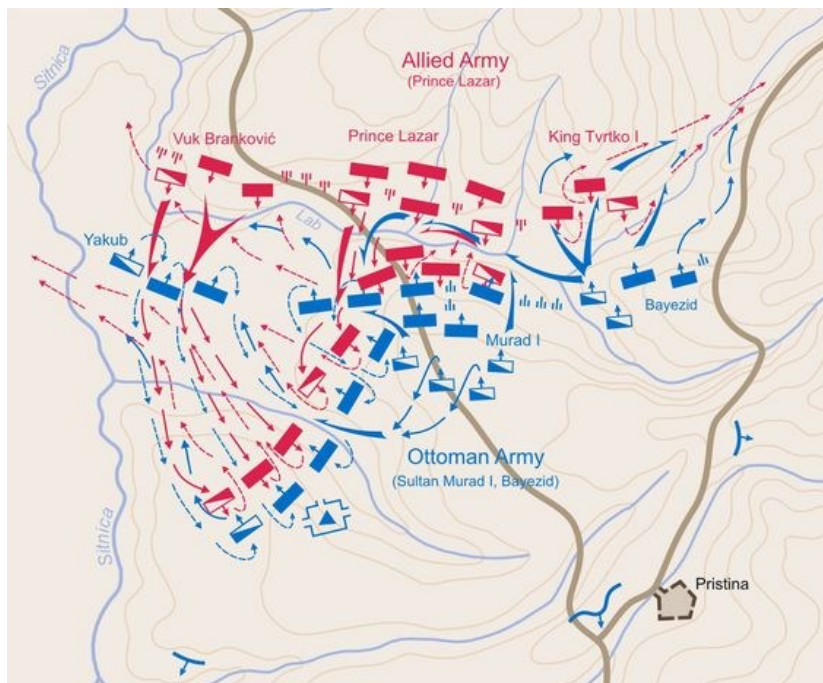 Sitnica
Allied Army
(Prince Lazar)
Vuk Branković
Prince Lazar
King Tvrtko I
Lab
Yakub
Bayezid
Murad I
Ottoman Army
(Sultan Murad I, Bayezid)
Sitnica
Pristina